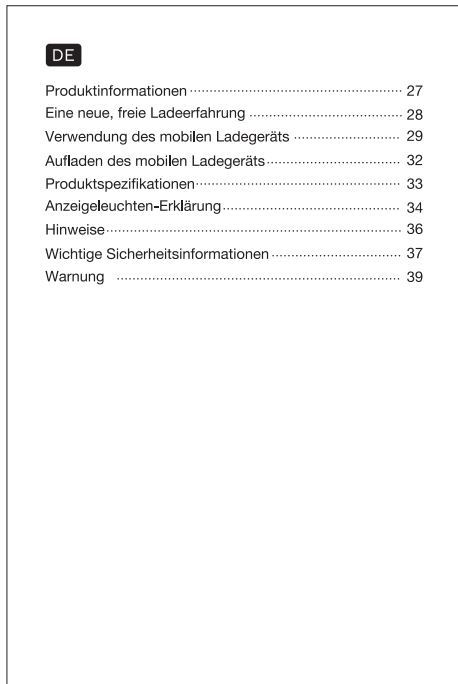 DE
Produktinformationen 27
Eine neue, freie Ladeerfahrung 28
Verwendung des mobilen Ladegeräts 29
Aufladen des mobilen Ladegeräts 32
Produktspezifikationen 33
Anzeigeleuchten-Erklärung 34
Hinweise 36
Wichtige Sicherheitsinformationen 37
Warnung 39